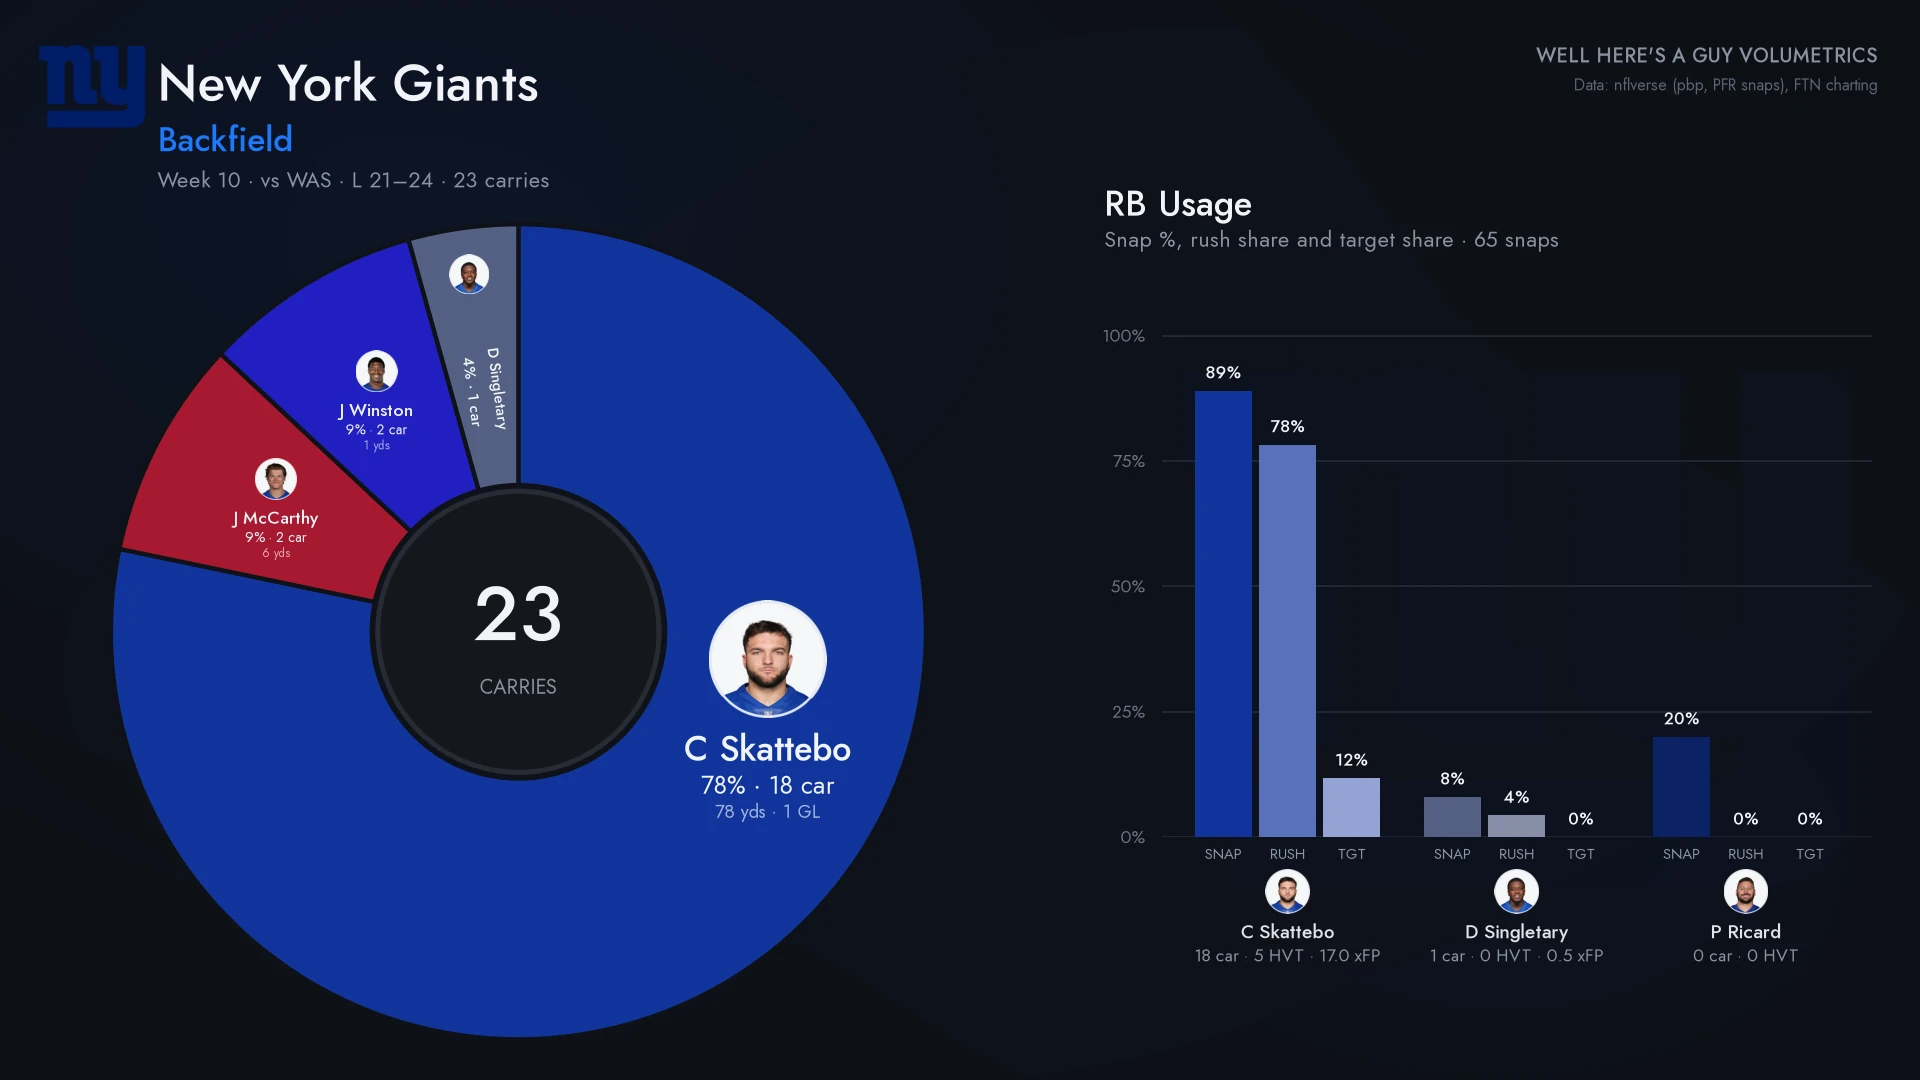 ny
New York Giants
Backfield
Week 10 · vs WAS · L 21–24 · 23 carries
WELL HERE'S A GUY VOLUMETRICS
Data: nflverse (pbp, PFR snaps), FTN charting
D Singletary
4% · 1 car
J Winston
9% · 2 car
1 yds
J McCarthy
9% · 2 car
6 yds
23
CARRIES
C Skattebo
78% · 18 car
78 yds · 1 GL
RB Usage
Snap %, rush share and target share · 65 snaps
100%
75%
50%
25%
0%
89%
78%
12%
8%
4%
0%
20%
0%
0%
SNAP RUSH TGT
SNAP RUSH TGT
SNAP RUSH TGT
C Skattebo
18 car · 5 HVT · 17.0 xFP
D Singletary
1 car · 0 HVT · 0.5 xFP
P Ricard
0 car · 0 HVT